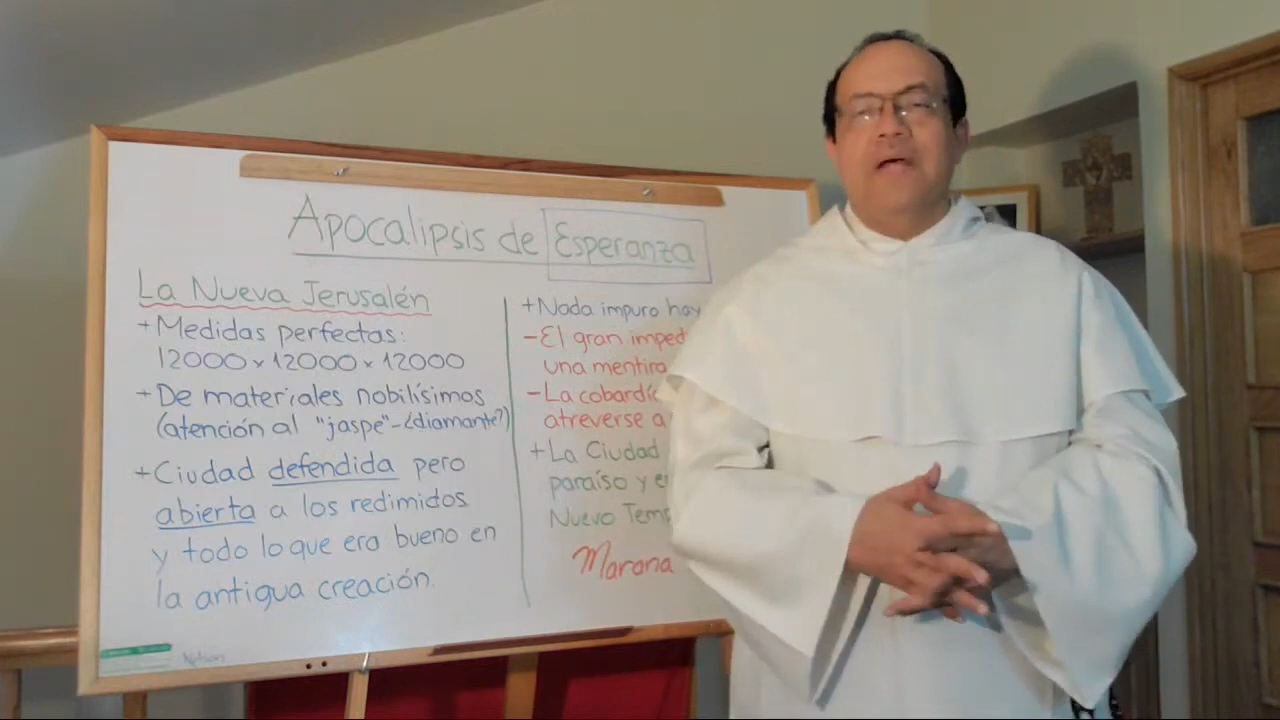 Apocalipsis de Esperanza
La Nueva Jerusalén
+ Medidas perfectas:
12000 x 12000 x 12000
+ De materiales nobilísimos
(atención al "jaspe" - ¿diamante?)
+ Ciudad defendida pero
abierta a los redimidos
y todo lo que era bueno en
la antigua creación.
+ Nada impuro hay
- El gran imped
una mentira
- La cobardía
atreverse a
+ La Ciudad
paraíso y e
Nuevo Temp
Marana